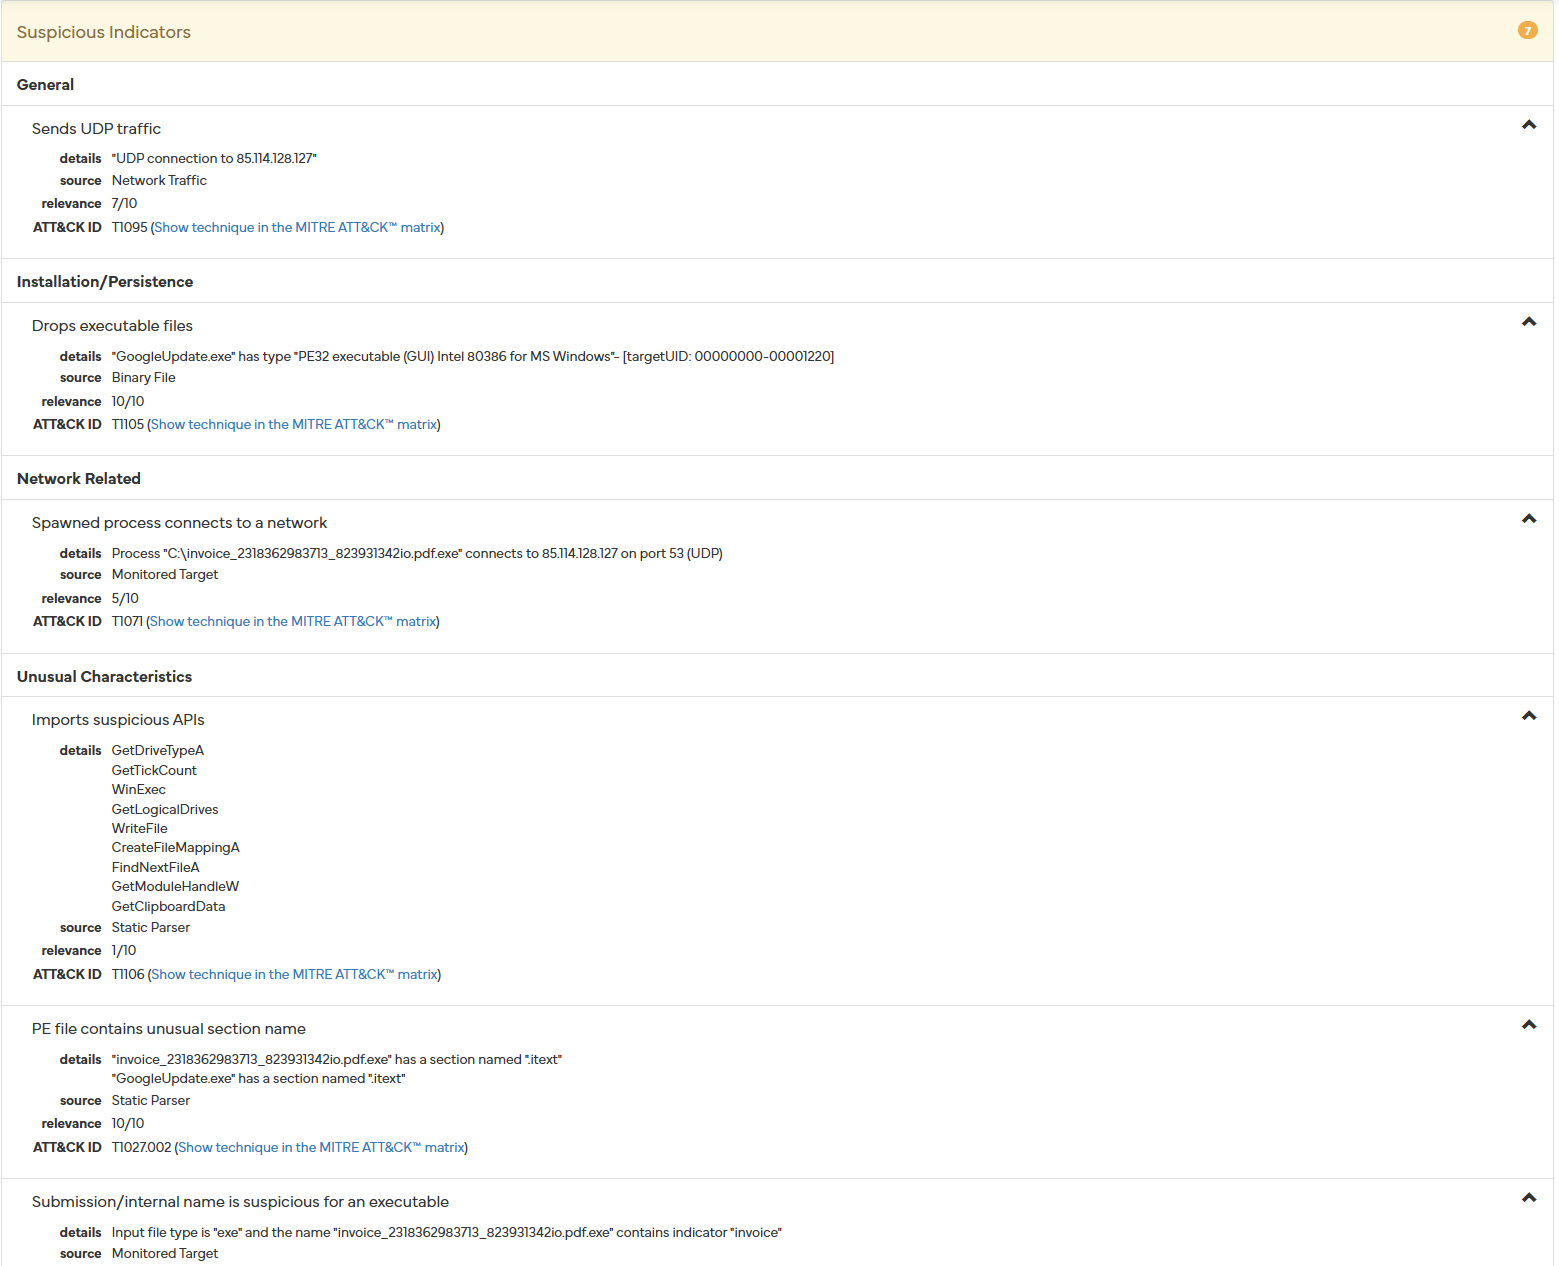 Suspicious Indicators
7
General
Sends UDP traffic
details "UDP connection to 85.114.128.127"
source Network Traffic
relevance 7/10
ATT&CK ID T1095 (Show technique in the MITRE ATT&CK™ matrix)
Installation/Persistence
Drops executable files
details "GoogleUpdate.exe" has type "PE32 executable (GUI) Intel 80386 for MS Windows"- [targetUID: 00000000-00001220]
source Binary File
relevance 10/10
ATT&CK ID T1105 (Show technique in the MITRE ATT&CK™ matrix)
Network Related
Spawned process connects to a network
details Process "C:\invoice_2318362983713_823931342io.pdf.exe" connects to 85.114.128.127 on port 53 (UDP)
source Monitored Target
relevance 5/10
ATT&CK ID T1071 (Show technique in the MITRE ATT&CK™ matrix)
Unusual Characteristics
Imports suspicious APIs
details GetDriveTypeA
GetTickCount
WinExec
GetLogicalDrives
WriteFile
CreateFileMappingA
FindNextFileA
GetModuleHandleW
GetClipboardData
source Static Parser
relevance 1/10
ATT&CK ID T1106 (Show technique in the MITRE ATT&CK™ matrix)
PE file contains unusual section name
details "invoice_2318362983713_823931342io.pdf.exe" has a section named ".itext"
"GoogleUpdate.exe" has a section named ".itext"
source Static Parser
relevance 10/10
ATT&CK ID T1027.002 (Show technique in the MITRE ATT&CK™ matrix)
Submission/internal name is suspicious for an executable
details Input file type is "exe" and the name "invoice_2318362983713_823931342io.pdf.exe" contains indicator "invoice"
source Monitored Target